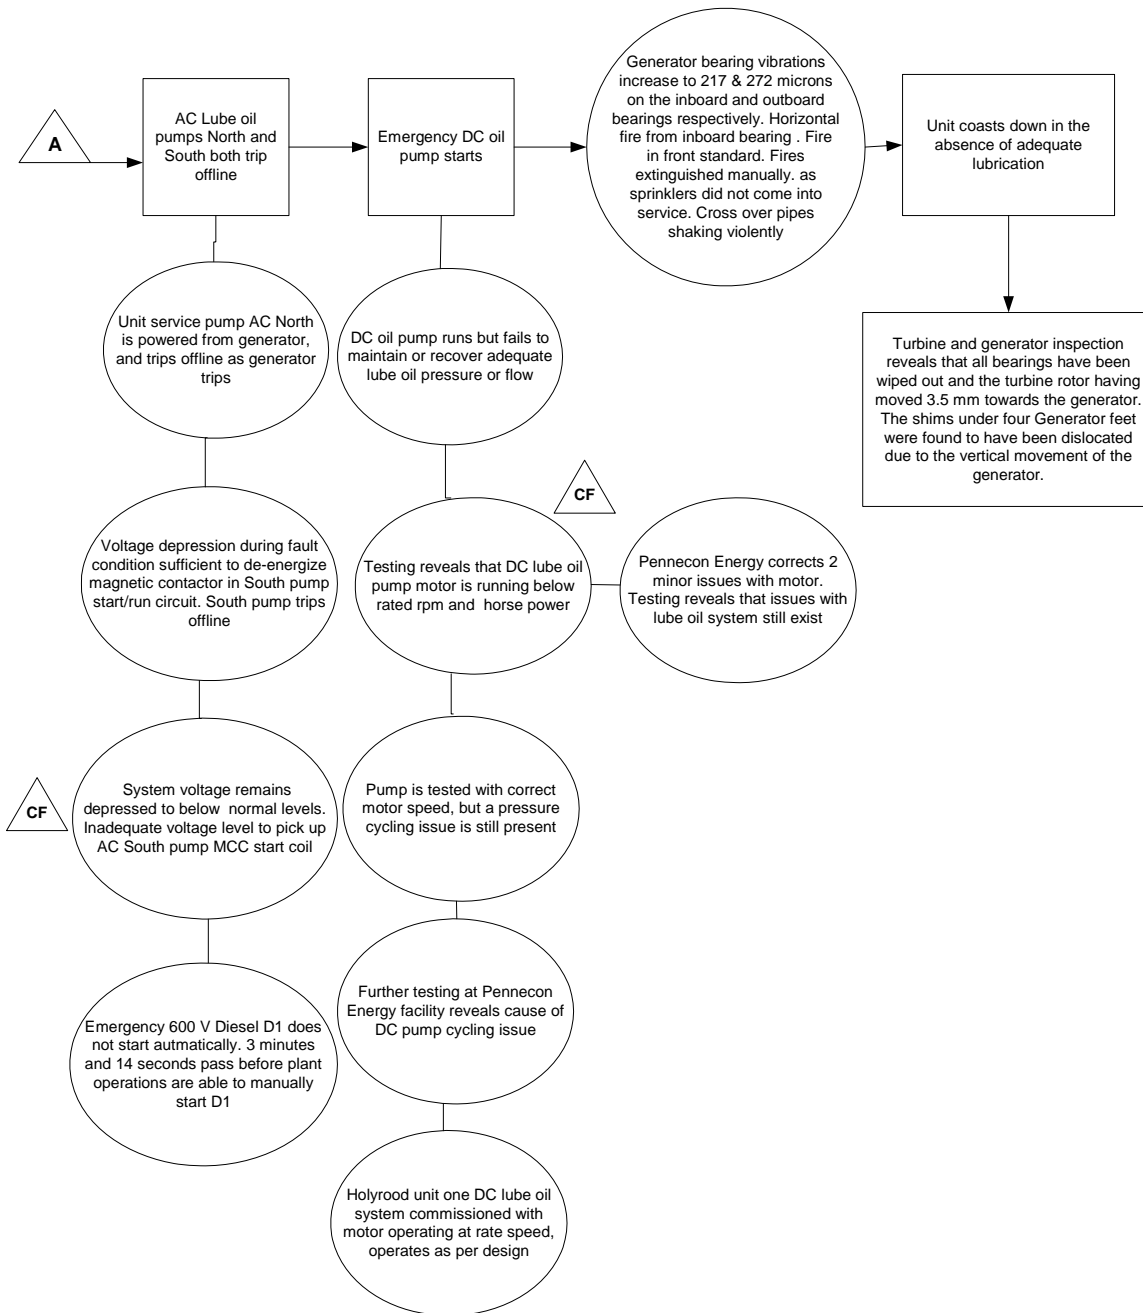 A
AC Lube oil
pumps North and
South both trip
offline
Emergency DC oil
pump starts
Generator bearing vibrations
increase to 217 & 272 microns
on the inboard and outboard
bearings respectively. Horizontal
fire from inboard bearing . Fire
in front standard. Fires
extinguished manually. as
sprinklers did not come into
service. Cross over pipes
shaking violently
Unit coasts down in the
absence of adequate
lubrication
Unit service pump AC North
is powered from generator,
and trips offline as generator
trips
DC oil pump runs but fails to
maintain or recover adequate
lube oil pressure or flow
Turbine and generator inspection
reveals that all bearings have been
wiped out and the turbine rotor having
moved 3.5 mm towards the generator.
The shims under four Generator feet
were found to have been dislocated
due to the vertical movement of the
generator.
CF
Voltage depression during fault
condition sufficient to de-energize
magnetic contactor in South pump
start/run circuit. South pump trips
offline
Testing reveals that DC lube oil
pump motor is running below
rated rpm and horse power
Pennecon Energy corrects 2
minor issues with motor.
Testing reveals that issues with
lube oil system still exist
CF
System voltage remains
depressed to below normal levels.
Inadequate voltage level to pick up
AC South pump MCC start coil
Pump is tested with correct
motor speed, but a pressure
cycling issue is still present
Emergency 600 V Diesel D1 does
not start autmatically. 3 minutes
and 14 seconds pass before plant
operations are able to manually
start D1
Further testing at Pennecon
Energy facility reveals cause of
DC pump cycling issue
Holyrood unit one DC lube oil
system commissioned with
motor operating at rate speed,
operates as per design